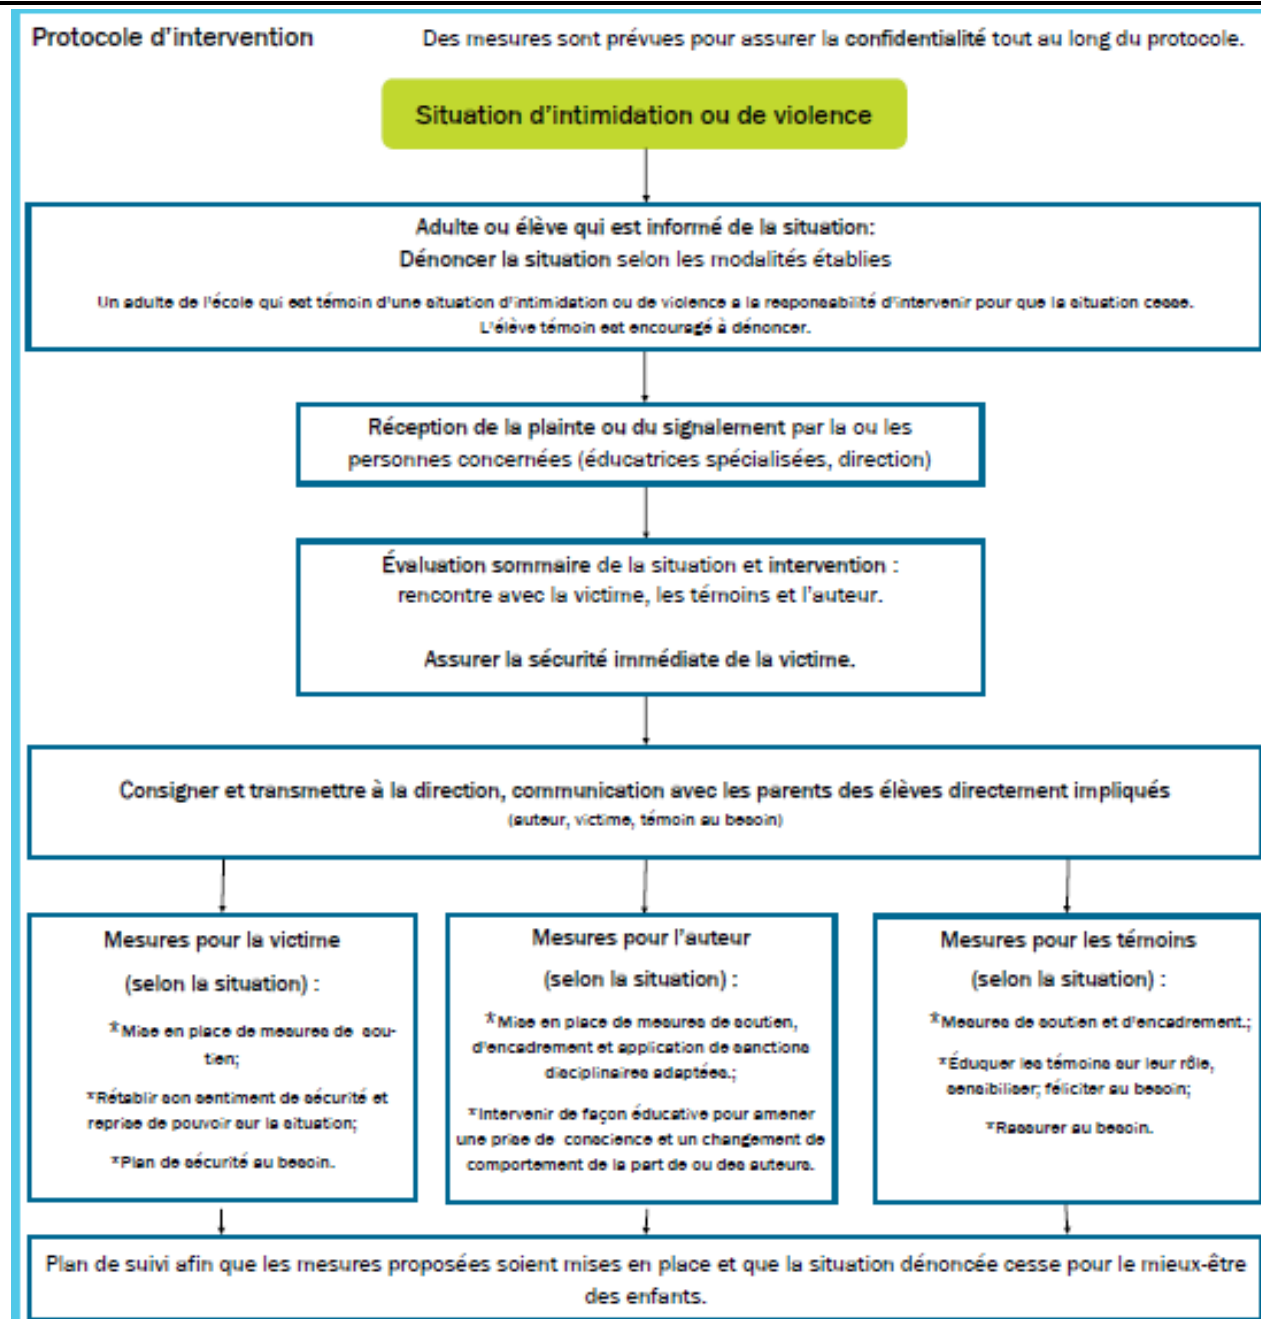 Protocole d'intervention
Des mesures sont prévues pour assurer la confidentialité tout au long du protocole.
Situation d'intimidation ou de violence
Adulte ou élève qui est informé de la situation:
Dénoncer la situation selon les modalités établies
Un adulte de l'école qui est témoin d'une situation d'intimidation ou de violence a la responsabilité d'intervenir pour que la situation cesse.
L'élève témoin est encouragé à dénoncer.
Réception de la plainte ou du signalement par la ou les
personnes concernées (éducatrices spécialisées, direction)
Évaluation sommaire de la situation et intervention :
rencontre avec la victime, les témoins et l'auteur.
Assurer la sécurité immédiate de la victime.
Consigner et transmettre à la direction, communication avec les parents des élèves directement impliqués
(auteur, victime, témoin au besoin)
Mesures pour la victime
(selon la situation) :
*Mise en place de mesures de sou-
tien;
*Rétablir son sentiment de sécurité et
reprise de pouvoir sur la situation;
*Plan de sécurité au besoin.
Mesures pour l'auteur
(selon la situation) :
*Mise en place de mesures de soutien,
d'encadrement et application de sanctions
disciplinaires adaptées.;
*Intervenir de façon éducative pour amener
une prise de conscience et un changement de
comportement de la part de ou des auteurs.
Mesures pour les témoins
(selon la situation) :
*Mesures de soutien et d'encadrement.;
*Éduquer les témoins sur leur rôle,
sensibiliser; féliciter au besoin;
*Rassurer au besoin.
Plan de suivi afin que les mesures proposées soient mises en place et que la situation dénoncée cesse pour le mieux-être
des enfants.